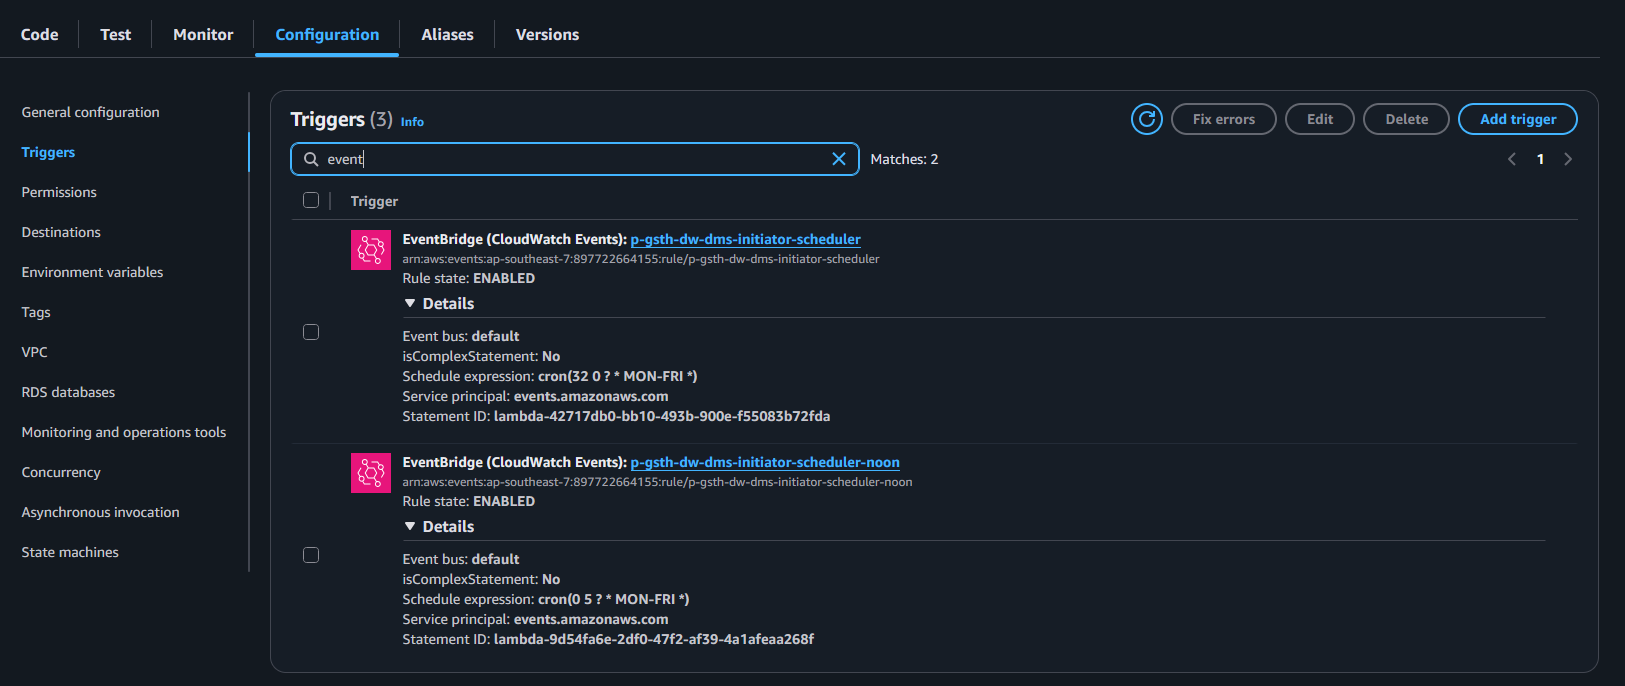 Code
Test
Monitor
Configuration
Aliases
Versions
General configuration
Triggers
Permissions
Destinations
Environment variables
Tags
VPC
RDS databases
Monitoring and operations tools
Concurrency
Asynchronous invocation
State machines
Triggers (3) Info
Fix errors
Edit
Delete
Add trigger
event
Matches: 2
1
Trigger
EventBridge (CloudWatch Events): p-gsth-dw-dms-initiator-scheduler
arn:aws:events:ap-southeast-7:897722664155:rule/p-gsth-dw-dms-initiator-scheduler
Rule state: ENABLED
Details
Event bus: default
isComplexStatement: No
Schedule expression: cron(32 0 ? * MON-FRI *)
Service principal: events.amazonaws.com
Statement ID: lambda-42717db0-bb10-493b-900e-f55083b72fda
EventBridge (CloudWatch Events): p-gsth-dw-dms-initiator-scheduler-noon
arn:aws:events:ap-southeast-7:897722664155:rule/p-gsth-dw-dms-initiator-scheduler-noon
Rule state: ENABLED
Details
Event bus: default
isComplexStatement: No
Schedule expression: cron(0 5 ? * MON-FRI *)
Service principal: events.amazonaws.com
Statement ID: lambda-9d54fa6e-2df0-47f2-af39-4a1afeaa268f